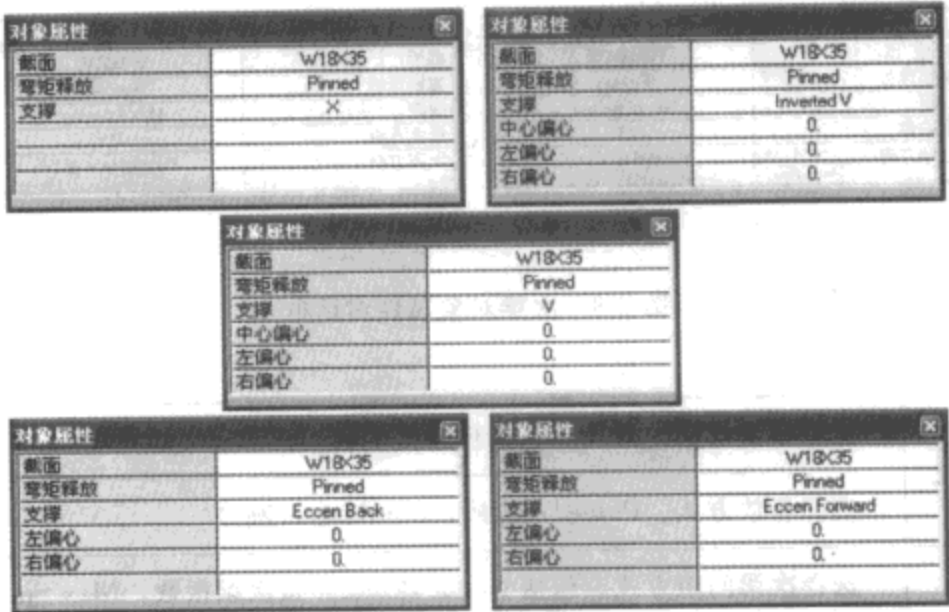 对象属性
截面 W18X35
弯矩释放 Pinned
支撑 X
对象属性
截面 W18X35
弯矩释放 Pinned
支撑 Inverted V
中心偏心 0.
左偏心 0.
右偏心 0.
对象属性
截面 W18X35
弯矩释放 Pinned
支撑 V
中心偏心 0.
左偏心 0.
右偏心 0.
对象属性
截面 W18X35
弯矩释放 Pinned
支撑 Eccen Back
左偏心 0.
右偏心 0.
对象属性
截面 W18X35
弯矩释放 Pinned
支撑 Eccen Forward
左偏心 0.
右偏心 0.